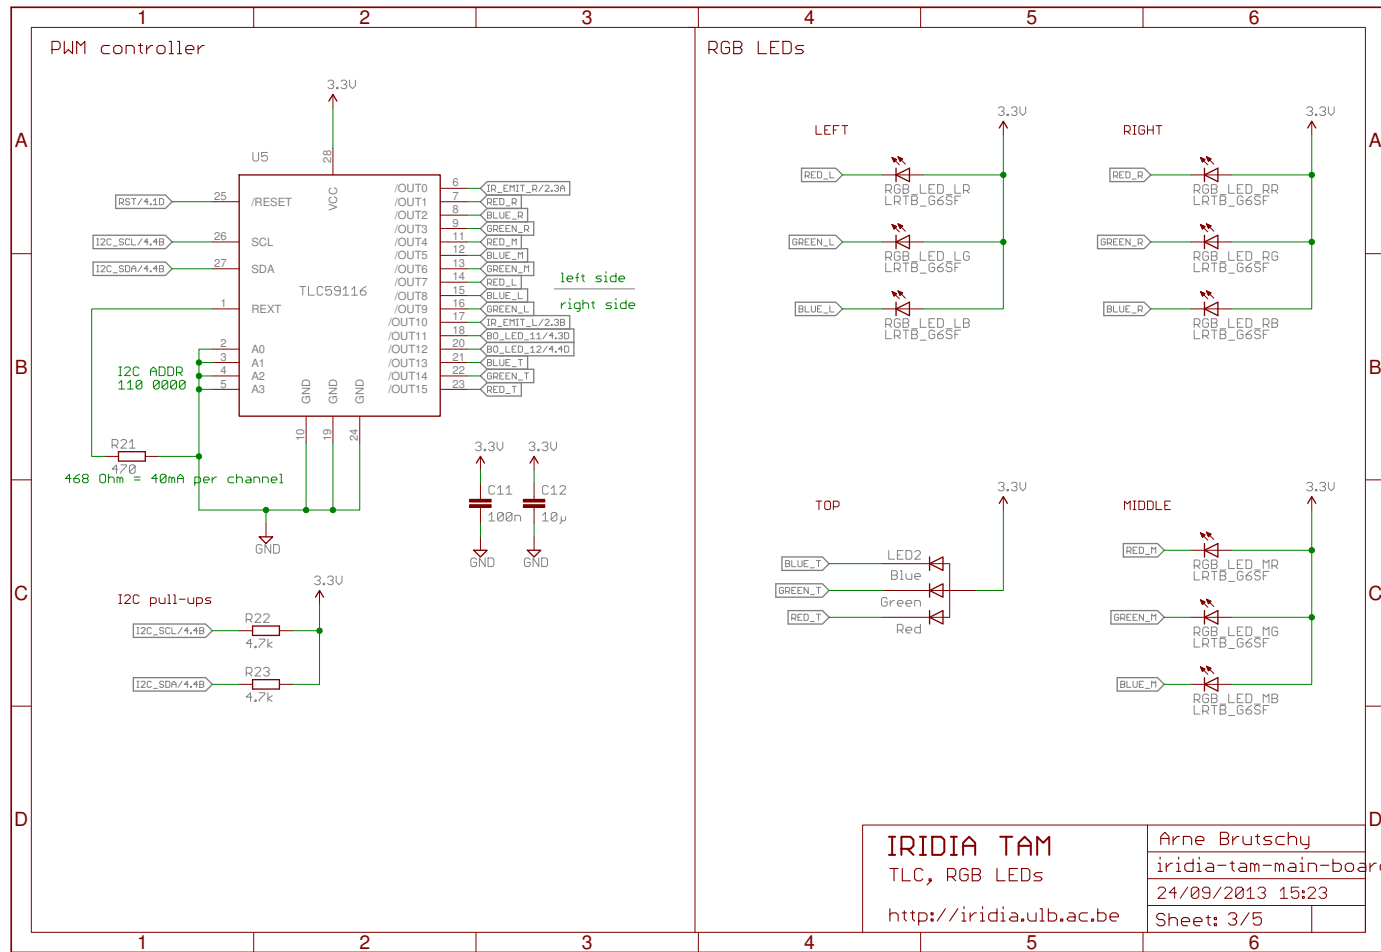 1 2 3 4 5 6
PWM controller
RGB LEDs
A
B
C
D
3.3V
U5
28
VCC
TLC59116
RST/4.1D 25 /RESET
I2C_SCL/4.4B 26 SCL
I2C_SDA/4.4B 27 SDA
1 REXT
2 A0
3 A1
4 A2
5 A3
I2C ADDR
110 0000
/OUT0 6 IR_EMIT_R/2.3A
/OUT1 7 RED_R
/OUT2 8 BLUE_R
/OUT3 9 GREEN_R
/OUT4 11 RED_M
/OUT5 12 BLUE_M
/OUT6 13 GREEN_M
/OUT7 14 RED_L
/OUT8 15 BLUE_L
/OUT9 16 GREEN_L
/OUT10 17 IR_EMIT_L/2.3B
/OUT11 18 BO_LED_11/4.3D
/OUT12 20 BO_LED_12/4.4D
/OUT13 21 BLUE_T
/OUT14 22 GREEN_T
/OUT15 23 RED_T
left side
right side
GND GND GND
10 19 24
R21
470
468 Ohm = 40mA per channel
GND
3.3V 3.3V
C11 C12
100n 10µ
GND GND
I2C pull-ups
3.3V
I2C_SCL/4.4B R22
4.7k
I2C_SDA/4.4B R23
4.7k
LEFT
3.3V
RED_L
RGB_LED_LR
LRTB_G6SF
GREEN_L
RGB_LED_LG
LRTB_G6SF
BLUE_L
RGB_LED_LB
LRTB_G6SF
RIGHT
3.3V
RED_R
RGB_LED_RR
LRTB_G6SF
GREEN_R
RGB_LED_RG
LRTB_G6SF
BLUE_R
RGB_LED_RB
LRTB_G6SF
TOP
3.3V
LED2
BLUE_T
Blue
GREEN_T
Green
RED_T
Red
MIDDLE
3.3V
RED_M
RGB_LED_MR
LRTB_G6SF
GREEN_M
RGB_LED_MG
LRTB_G6SF
BLUE_M
RGB_LED_MB
LRTB_G6SF
A
B
C
D
IRIDIA TAM
TLC, RGB LEDs
http://iridia.ulb.ac.be
Arne Brutschy
iridia-tam-main-boar
24/09/2013 15:23
Sheet: 3/5
1 2 3 4 5 6